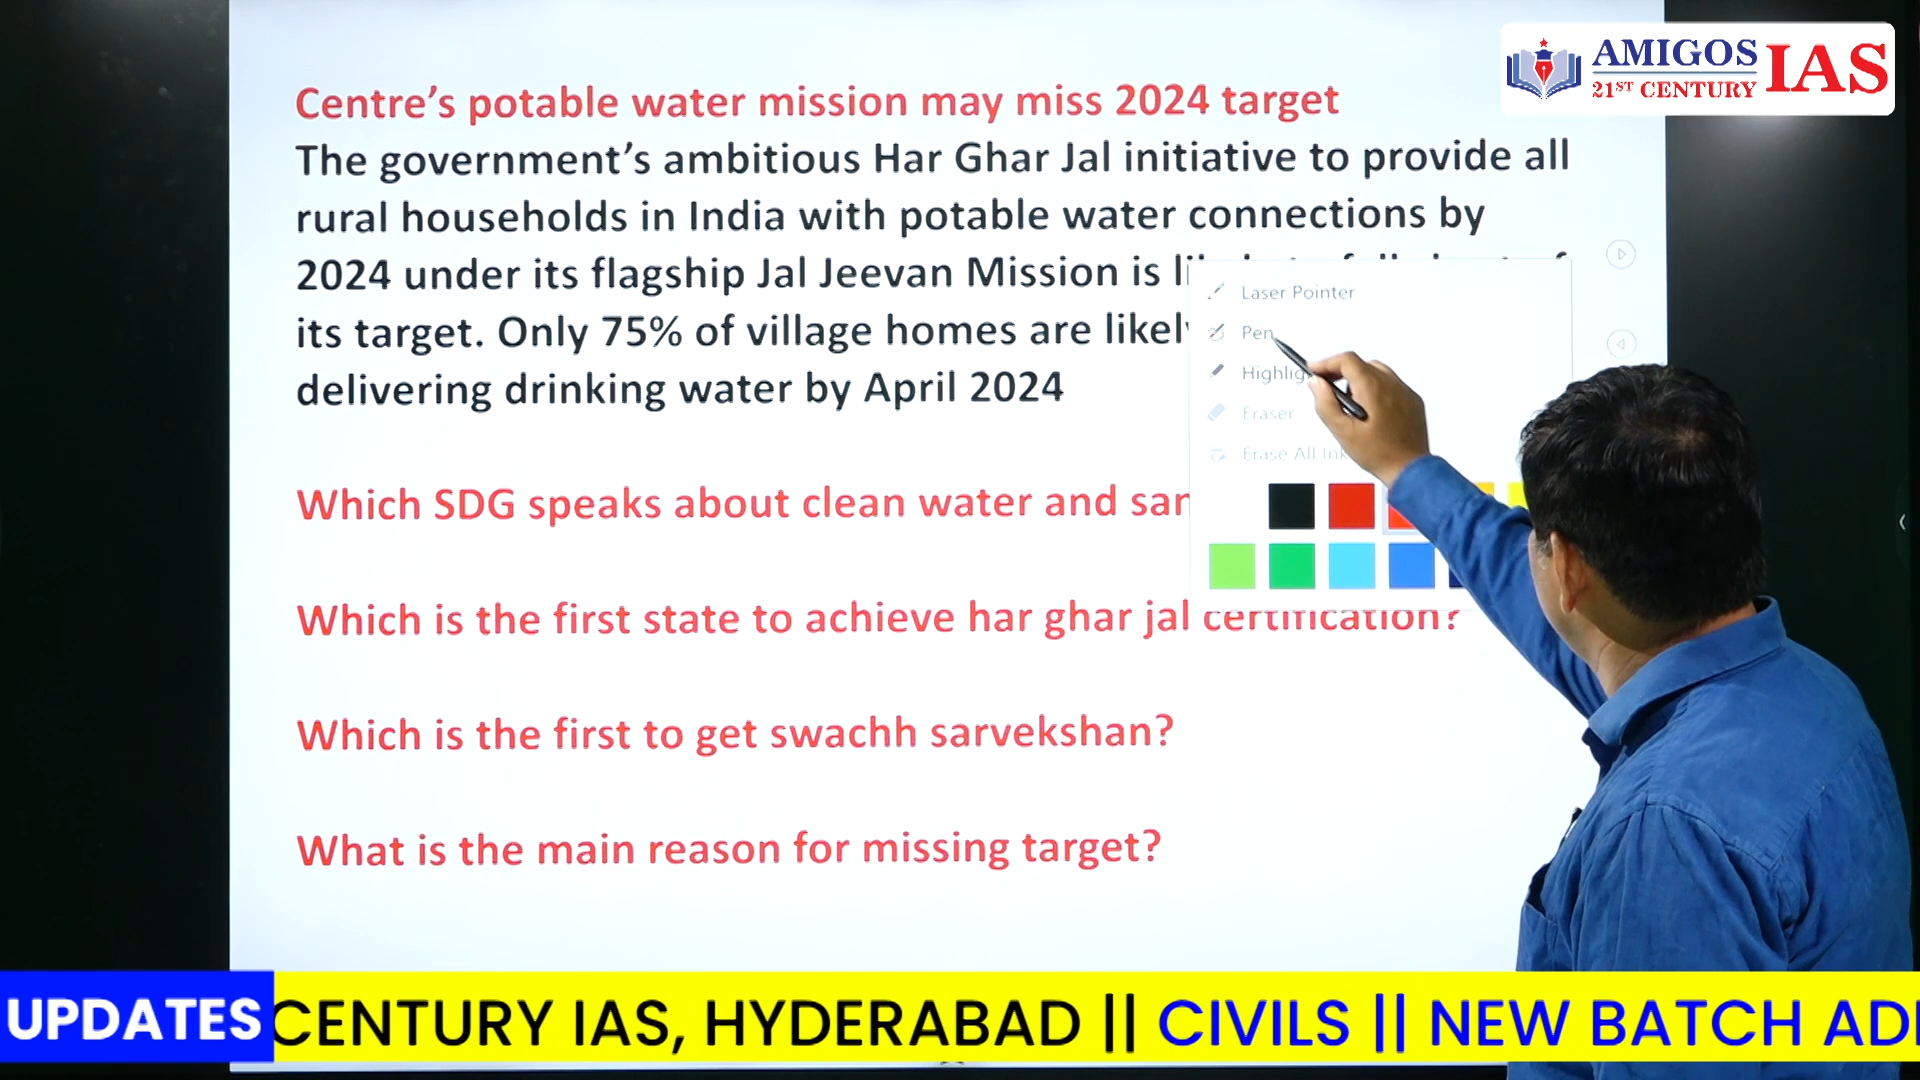 AMIGOS IAS
21ST CENTURY
Centre's potable water mission may miss 2024 target
The government's ambitious Har Ghar Jal initiative to provide all
rural households in India with potable water connections by
2024 under its flagship Jal Jeevan Mission is
its target. Only 75% of village homes are likely
delivering drinking water by April 2024
Laser Pointer
Pen
Eraser
Erase All Ink
Which SDG speaks about clean water and
Which is the first state to achieve har ghar jal certification?
Which is the first to get swachh sarvekshan?
What is the main reason for missing target?
UPDATES CENTURY IAS, HYDERABAD || CIVILS || NEW BATCH